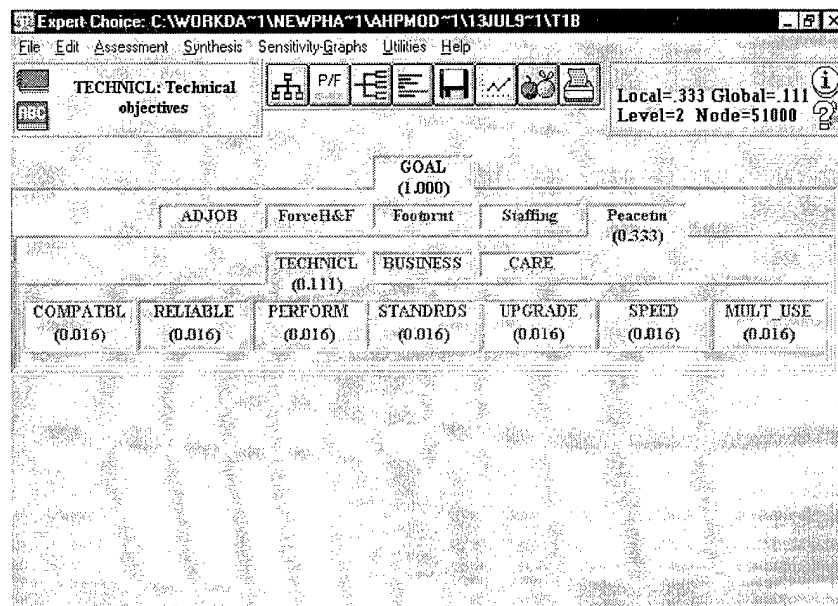 Expert Choice: C:\WORKDA~1\NEWPHA~1\AHPMOD~1\13JUL9~1\T18
File Edit Assessment Synthesis Sensitivity-Graphs Utilities Help
TECHNICL: Technical
objectives
ABC
P/F
Local=.333 Global=.111
Level=2 Node=51000
GOAL
(1.000)
ADJOB ForceH&F Footprnt Staffing Peacetm
(0.333)
TECHNICL BUSINESS CARE
(0.111)
COMPATBL RELIABLE PERFORM STANDRDS UPGRADE SPEED MULT_USE
(0.016) (0.016) (0.016) (0.016) (0.016) (0.016) (0.016)